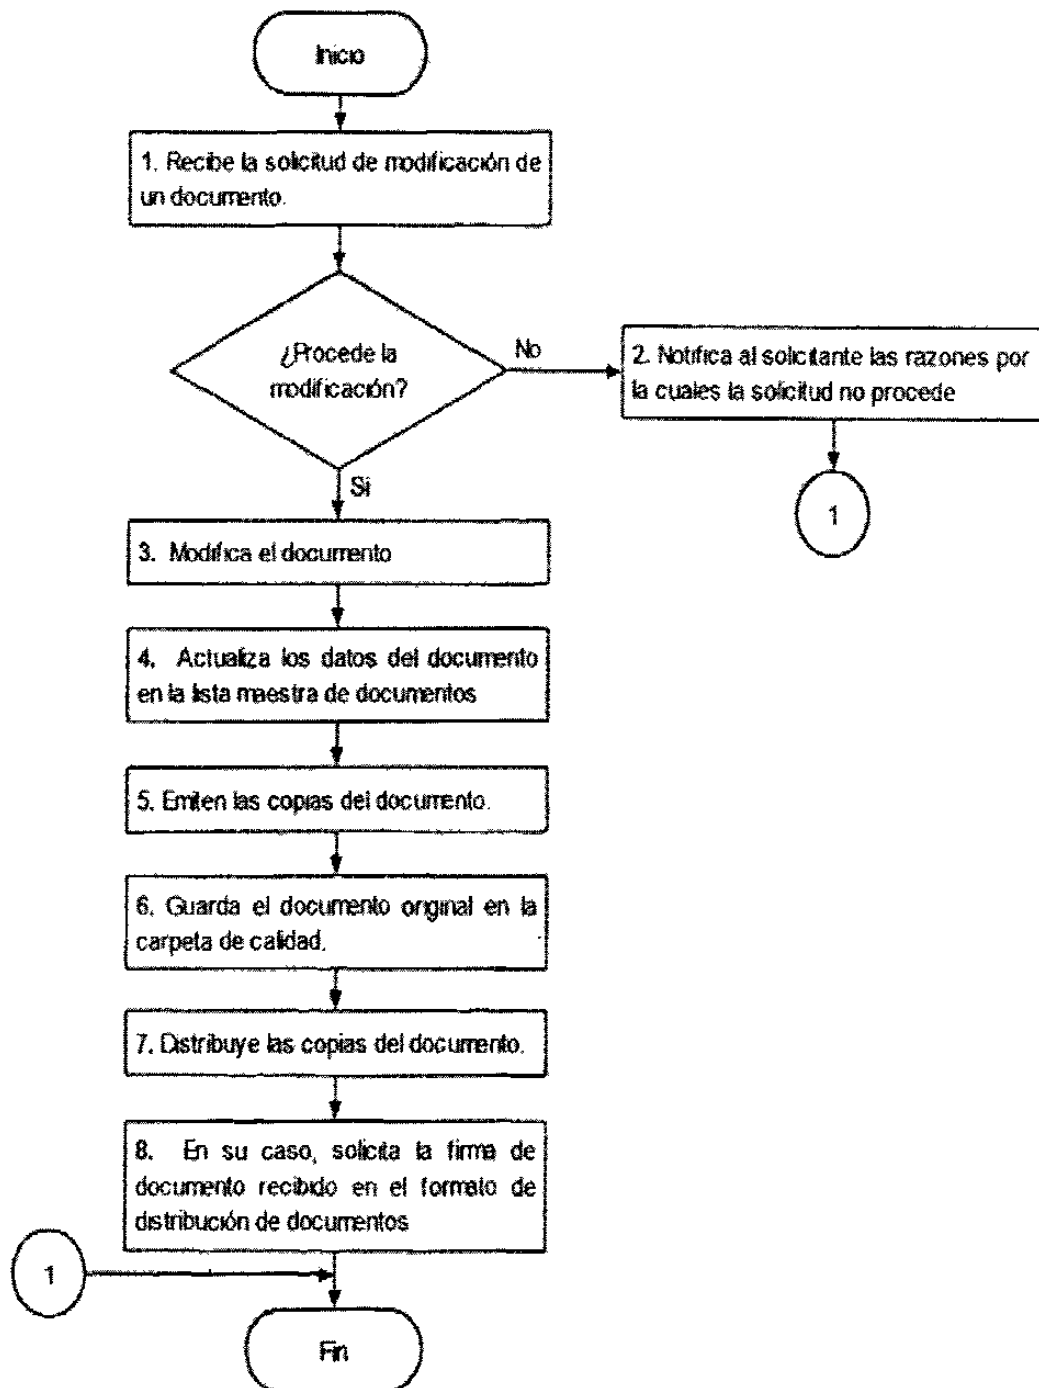 Inicio
1. Recibe la solicitud de modificación de
un documento.
¿Procede la
modificación?
No
2. Notifica al solicitante las razones por
la cuales la solicitud no procede
1
Si
3. Modifica el documento
4. Actualiza los datos del documento
en la lista maestra de documentos
5. Emiten las copias del documento.
6. Guarda el documento original en la
carpeta de calidad.
7. Distribuye las copias del documento.
8. En su caso, solicita la firma de
documento recibido en el formato de
distribución de documentos
1
Fin